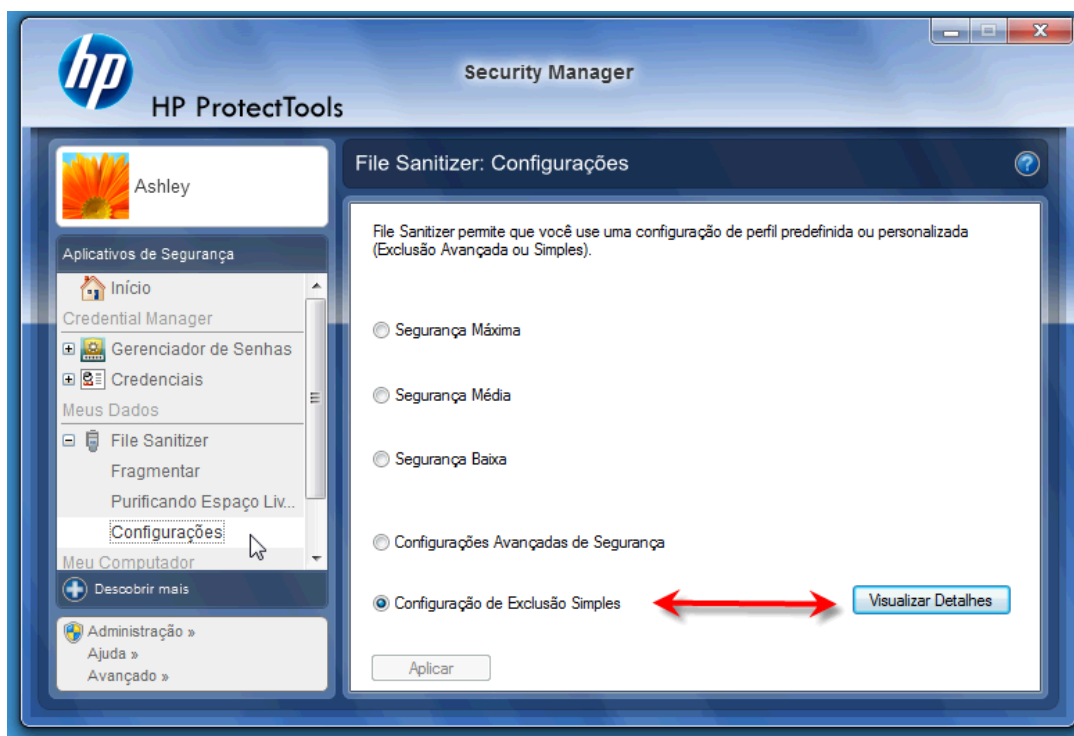 hp
HP ProtectTools
Security Manager
Ashley
Aplicativos de Segurança
Início
Credential Manager
Gerenciador de Senhas
Credenciais
Meus Dados
File Sanitizer
Fragmentar
Purificando Espaço Liv...
Configurações
Meu Computador
Descobrir mais
Administração »
Ajuda »
Avançado »
File Sanitizer: Configurações
?
File Sanitizer permite que você use uma configuração de perfil predefinida ou personalizada
(Exclusão Avançada ou Simples).
Segurança Máxima
Segurança Média
Segurança Baixa
Configurações Avançadas de Segurança
Configuração de Exclusão Simples
Visualizar Detalhes
Aplicar